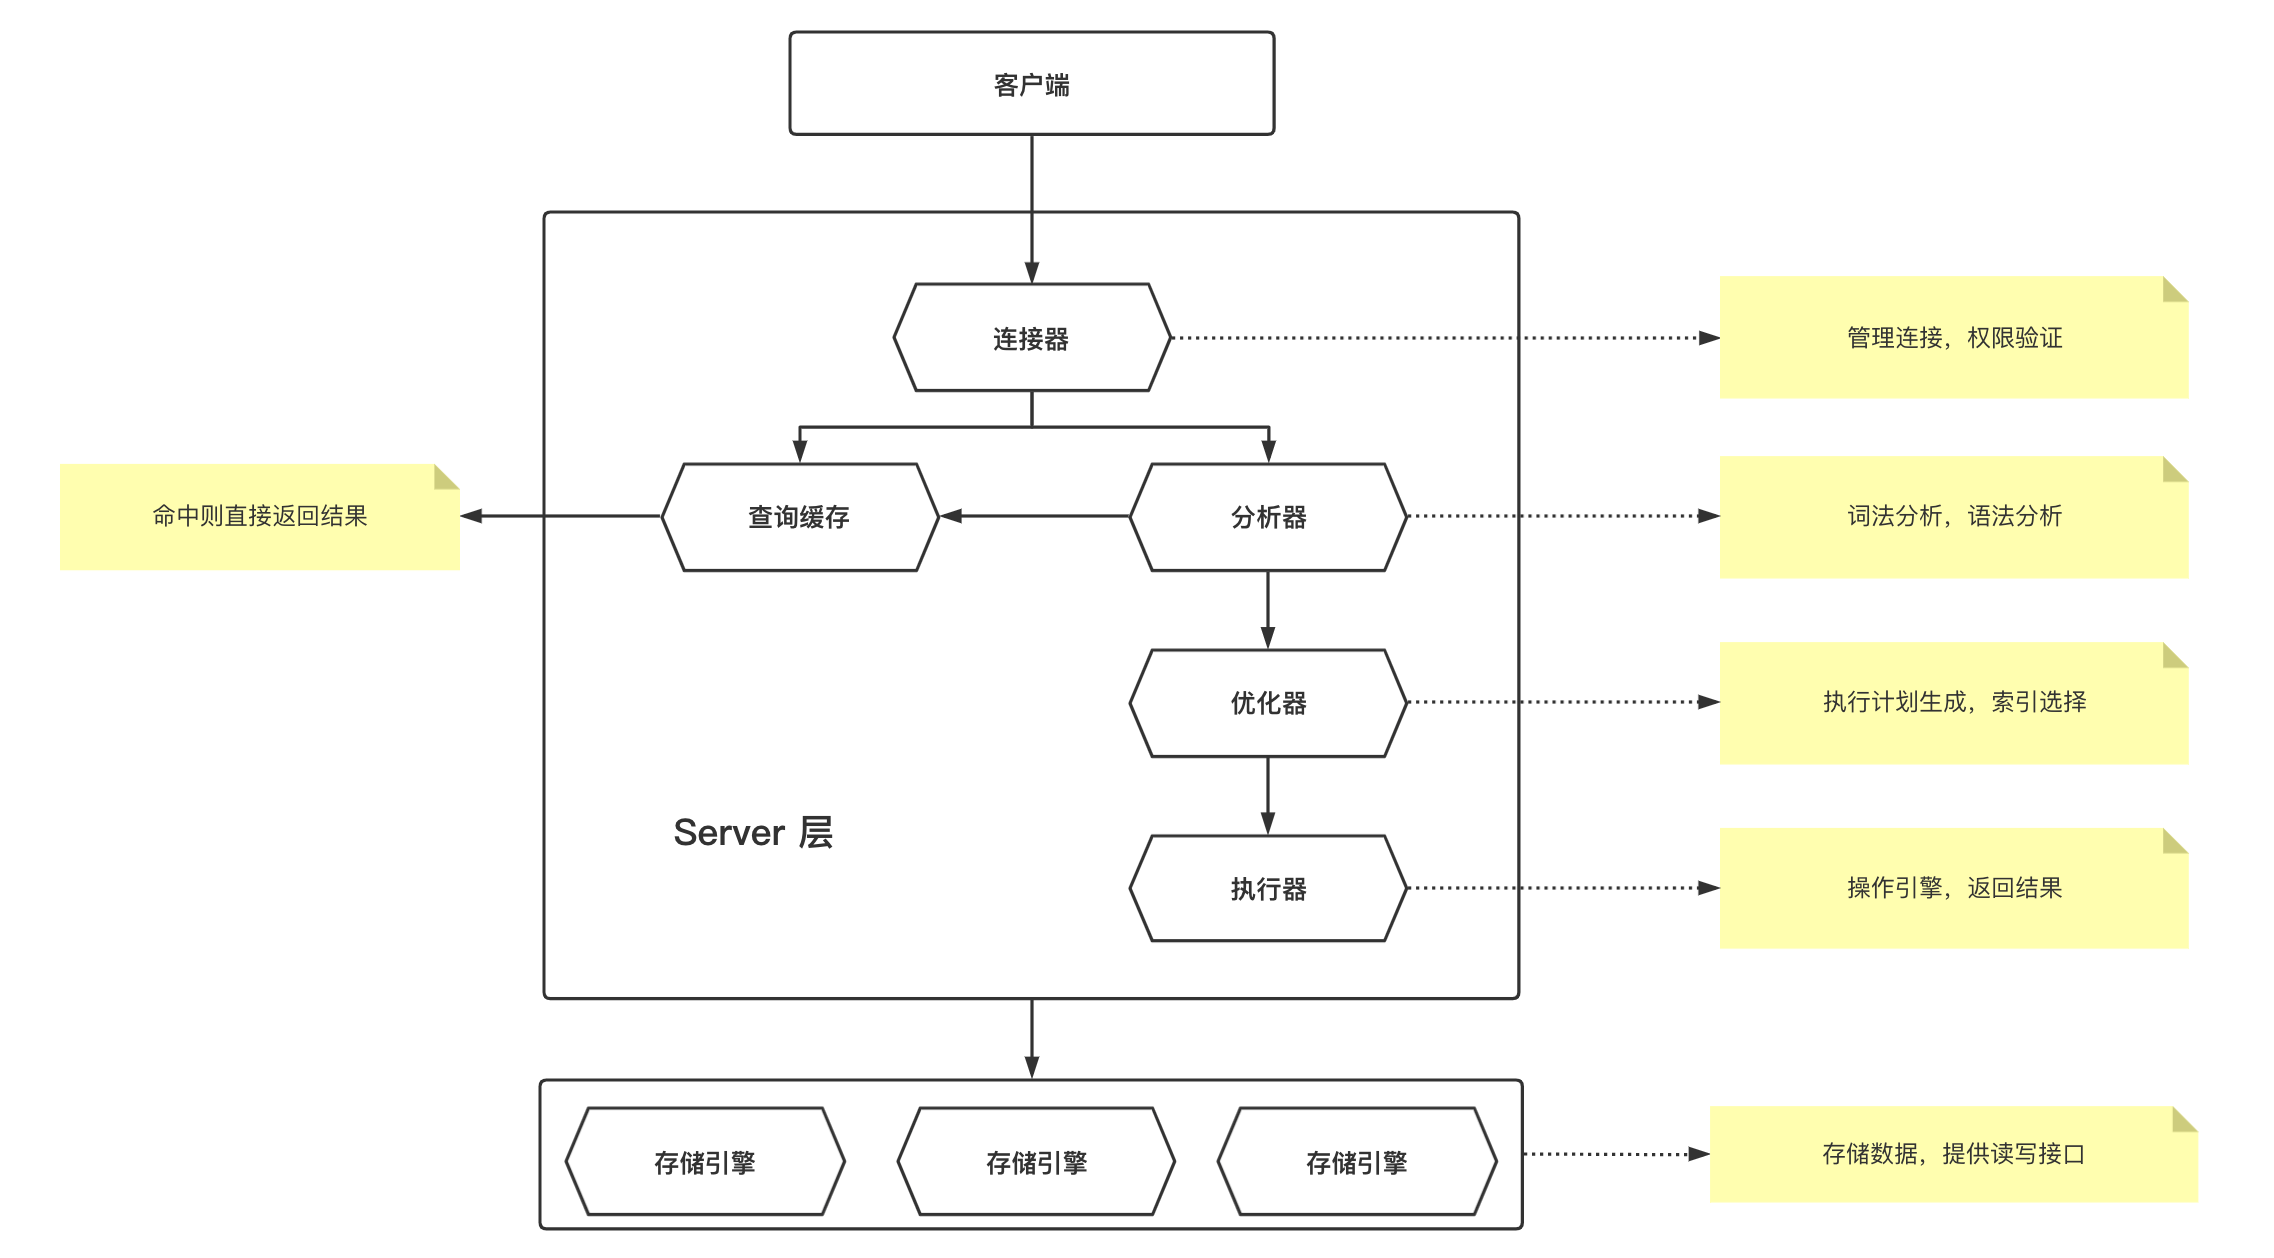 客户端
连接器
管理连接，权限验证
命中则直接返回结果
查询缓存
分析器
词法分析，语法分析
优化器
执行计划生成，索引选择
Server 层
执行器
操作引擎，返回结果
存储引擎
存储引擎
存储引擎
存储数据，提供读写接口